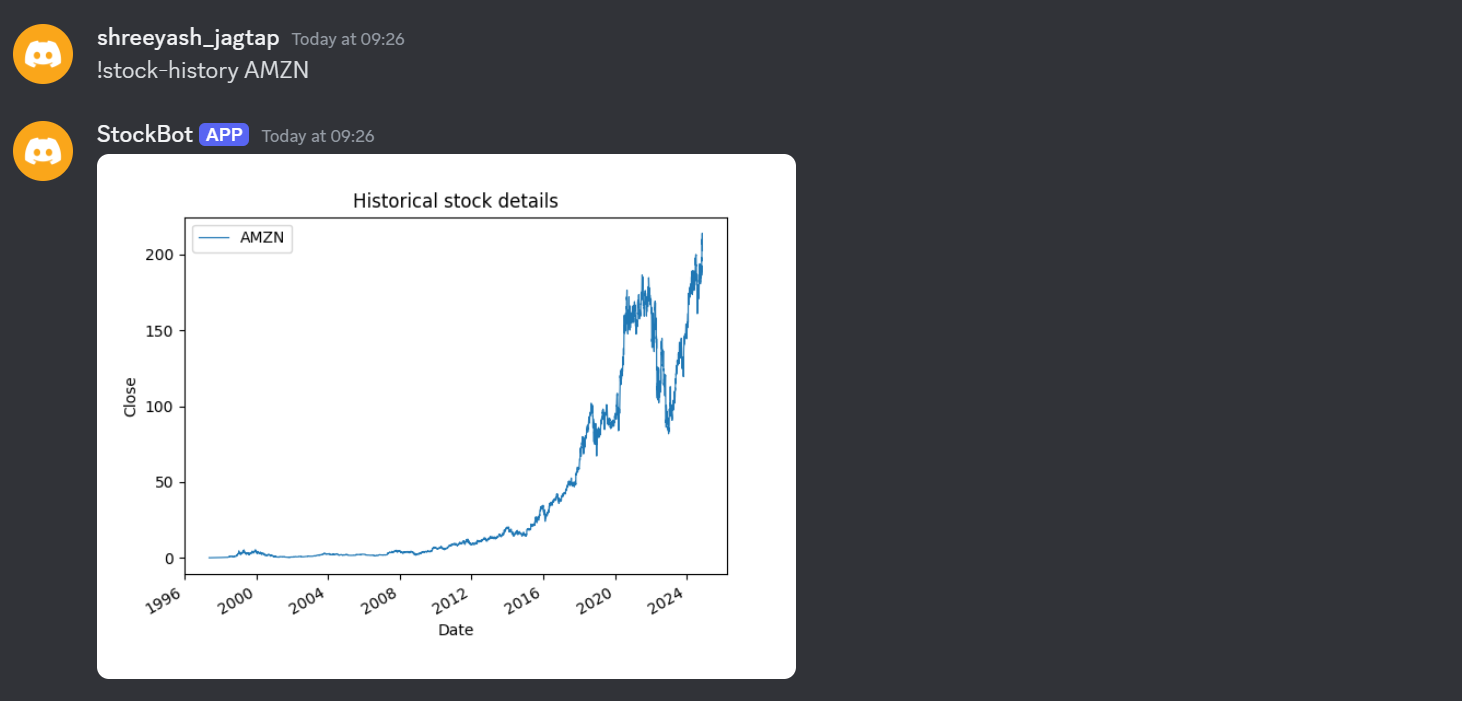 shreeyash_jagtap Today at 09:26
!stock-history AMZN
StockBot APP Today at 09:26
Historical stock details
AMZN
200
150
100
50
0
Close
1996 2000 2004 2008 2012 2016 2020 2024
Date